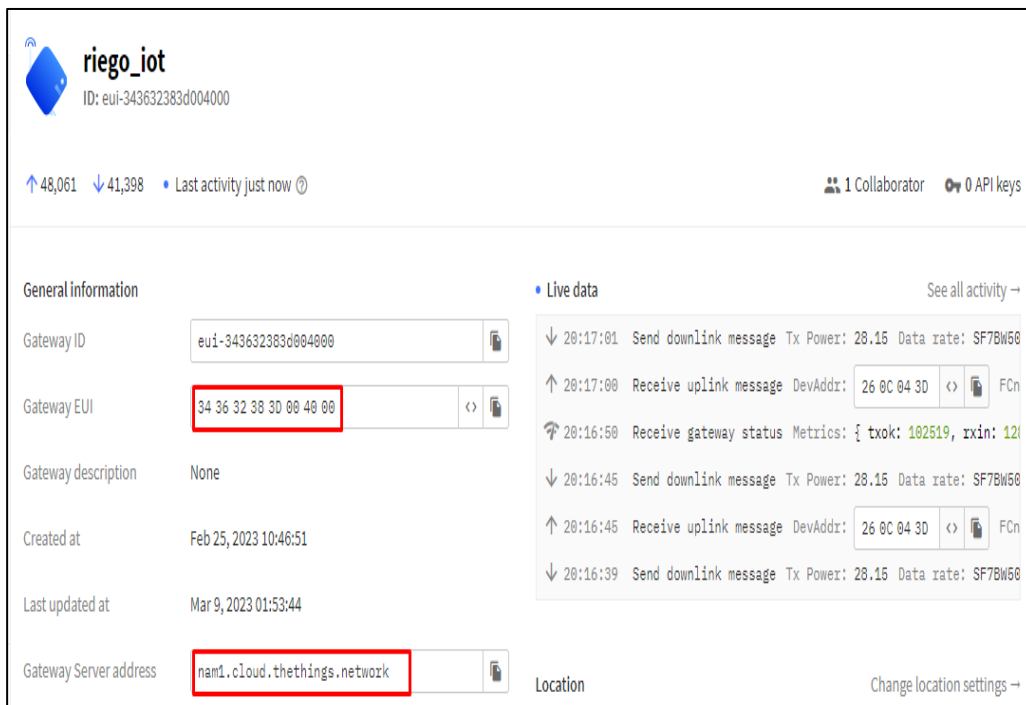 riego_iot
ID: eui-343632383d004000
48,061 41,398 • Last activity just now
1 Collaborator 0 API keys
General information
Gateway ID eui-343632383d004000
Gateway EUI 34 36 32 38 3D 00 40 00 <>
Gateway description None
Created at Feb 25, 2023 10:46:51
Last updated at Mar 9, 2023 01:53:44
Gateway Server address nam1.cloud.thethings.network
• Live data See all activity →
↓ 20:17:01 Send downlink message Tx Power: 28.15 Data rate: SF7BW50
↑ 20:17:00 Receive uplink message DevAddr: 26 0C 04 3D <> FCn
20:16:50 Receive gateway status Metrics: { txok: 102519, rxin: 128
↓ 20:16:45 Send downlink message Tx Power: 28.15 Data rate: SF7BW50
↑ 20:16:45 Receive uplink message DevAddr: 26 0C 04 3D <> FCn
↓ 20:16:39 Send downlink message Tx Power: 28.15 Data rate: SF7BW50
Location Change location settings →